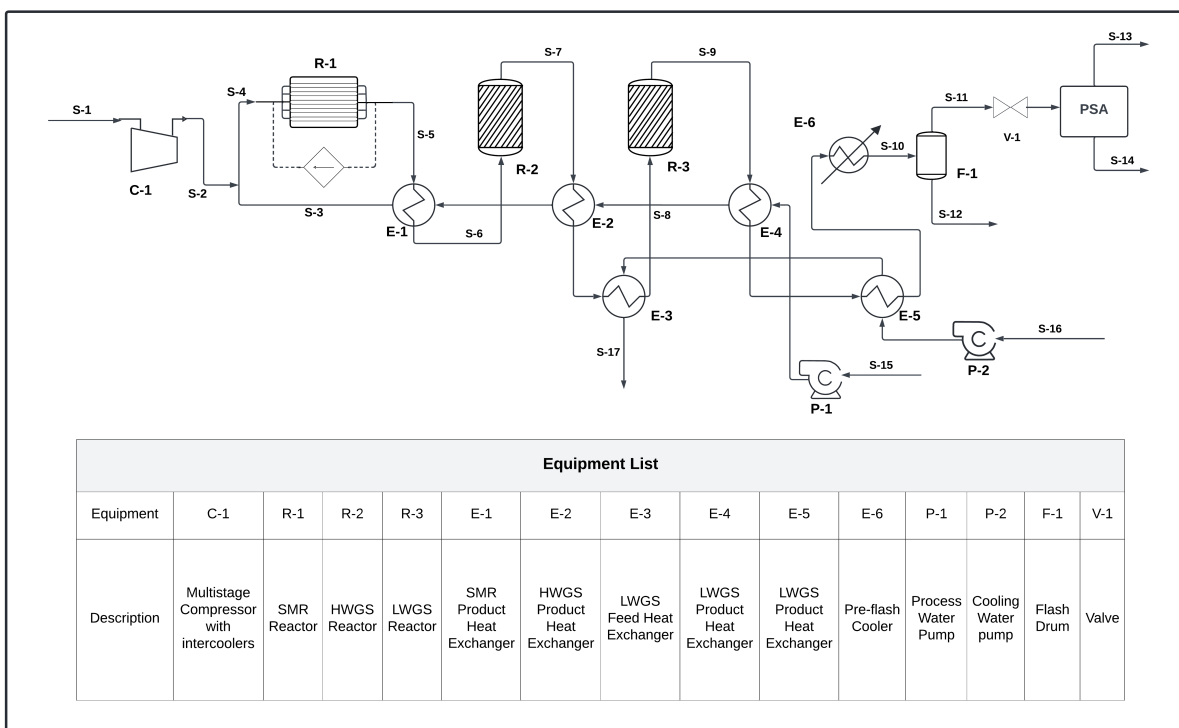 S-13
S-7
S-9
R-1
S-4
S-11
S-1
PSA
E-6
S-5
V-1
S-10
S-14
R-2
R-3
F-1
C-1
S-2
S-3
S-8
S-12
E-1
E-2
E-4
S-6
E-3
E-5
S-16
C
S-17
S-15
P-2
C
P-1
Equipment List
Equipment C-1 R-1 R-2 R-3 E-1 E-2 E-3 E-4 E-5 E-6 P-1 P-2 F-1 V-1
Description
Multistage
Compressor
with
intercoolers
SMR
Reactor
HWGS
Reactor
LWGS
Reactor
SMR
Product
Heat
Exchanger
HWGS
Product
Heat
Exchanger
LWGS
Feed Heat
Exchanger
LWGS
Product
Heat
Exchanger
LWGS
Product
Heat
Exchanger
Pre-flash
Cooler
Process
Water
Pump
Cooling
Water
pump
Flash
Drum
Valve